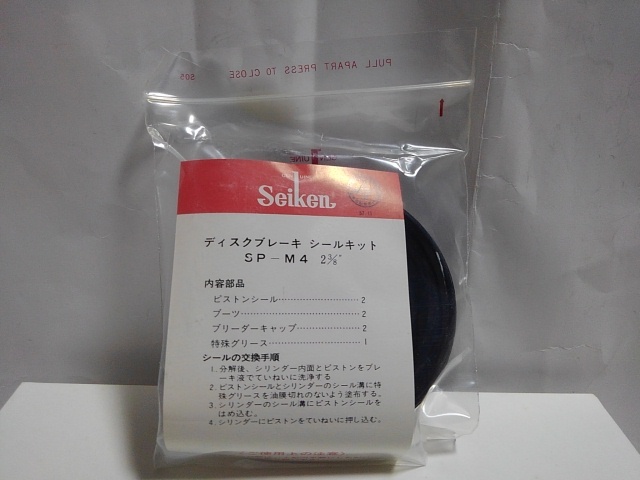 PULL APART PRESS TO CLOSE
Seiken
ディスクブレーキ シールキット
SP-M4 2⅜"
内容部品
ピストンシール………………………2
ブーツ………………………………2
ブリーダーキャップ…………………2
特殊グリース………………………1
シールの交換手順
1. 分解後、シリンダー内面とピストンをブレ
ーキ液でていねいに洗浄する
2. ピストンシールとシリンダーのシール溝に特
殊グリースを油膜切れのないよう塗布する。
3. シリンダーのシール溝にピストンシールを
はめ込む。
4. シリンダーにピストンをていねいに押し込む。